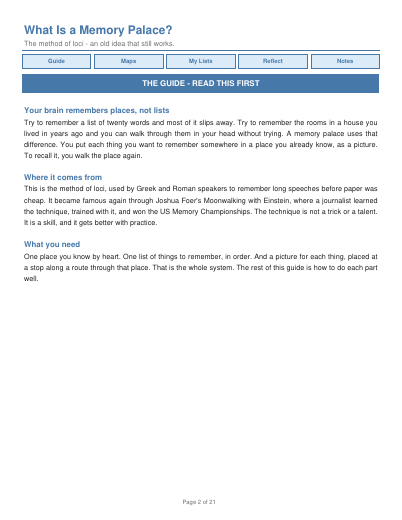 What Is a Memory Palace?
The method of loci - an old idea that still works.
Guide
Maps
My Lists
Reflect
Notes
THE GUIDE - READ THIS FIRST
Your brain remembers places, not lists
Try to remember a list of twenty words and most of it slips away. Try to remember the rooms in a house you
lived in years ago and you can walk through them in your head without trying. A memory palace uses that
difference. You put each thing you want to remember somewhere in a place you already know, as a picture.
To recall it, you walk the place again.
Where it comes from
This is the method of loci, used by Greek and Roman speakers to remember long speeches before paper was
cheap. It became famous again through Joshua Foer's Moonwalking with Einstein, where a journalist learned
the technique, trained with it, and won the US Memory Championships. The technique is not a trick or a talent.
It is a skill, and it gets better with practice.
What you need
One place you know by heart. One list of things to remember, in order. And a picture for each thing, placed at
a stop along a route through that place. That is the whole system. The rest of this guide is how to do each part
well.
Page 2 of 21